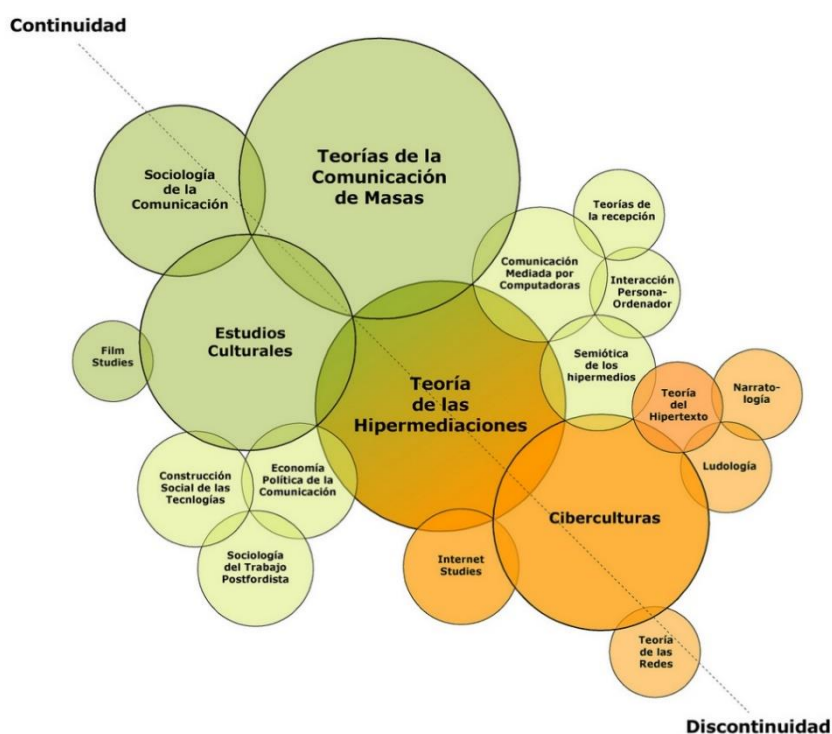 Continuidad
Teorías de la
Comunicación
de Masas
Sociología
de la
Comunicación
Teorías de
la recepción
Comunicación
Mediada por
Computadoras
Interacción
Persona-
Ordenador
Estudios
Culturales
Film
Studies
Semiótica
de los
hipermedios
Teoría
de las
Hipermediaciones
Teoría
del
Hipertexto
Narrato-
logía
Ludología
Construcción
Social de las
Tecnlogías
Economía
Política de la
Comunicación
Ciberculturas
Sociología
del Trabajo
Postfordista
Internet
Studies
Teoría
de las
Redes
Discontinuidad